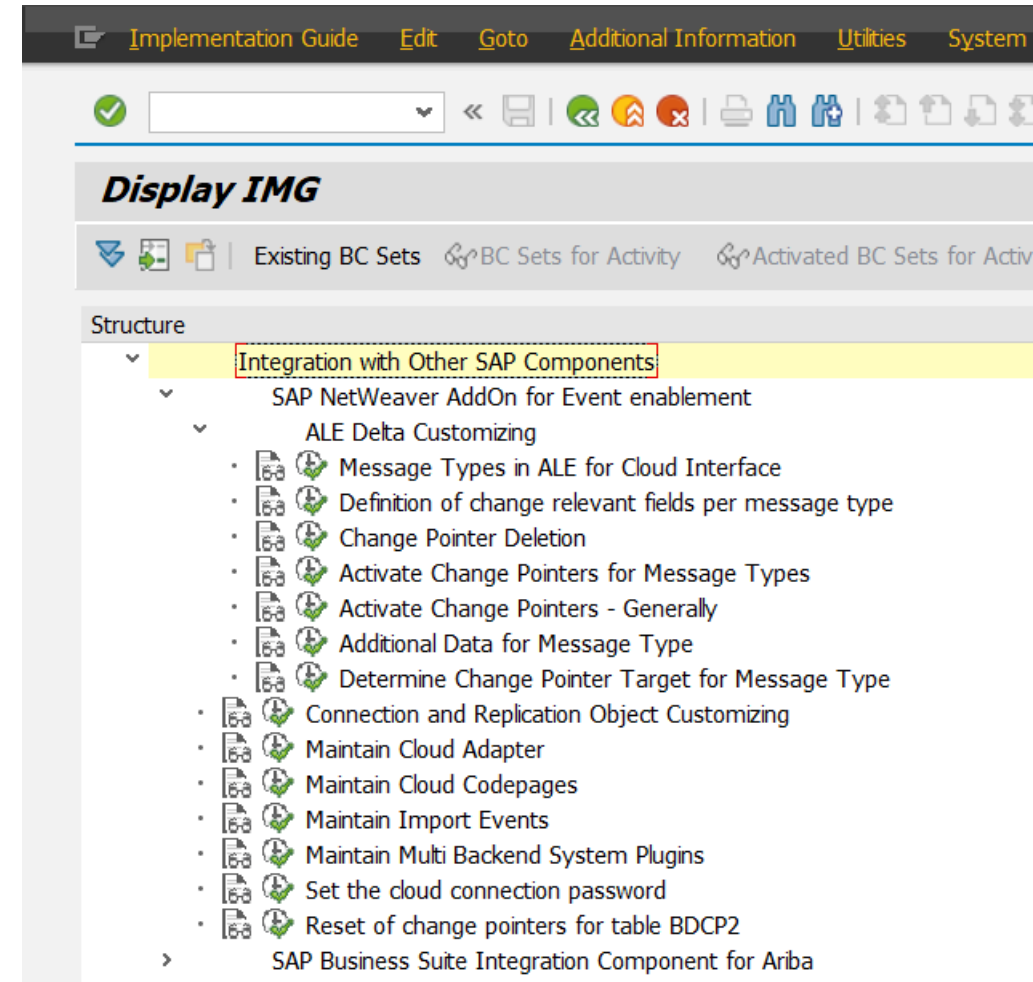 Implementation Guide Edit Goto Additional Information Utilities System
Display IMG
Existing BC Sets BC Sets for Activity Activated BC Sets for Activ
Structure
Integration with Other SAP Components
SAP NetWeaver AddOn for Event enablement
ALE Delta Customizing
Message Types in ALE for Cloud Interface
Definition of change relevant fields per message type
Change Pointer Deletion
Activate Change Pointers for Message Types
Activate Change Pointers - Generally
Additional Data for Message Type
Determine Change Pointer Target for Message Type
Connection and Replication Object Customizing
Maintain Cloud Adapter
Maintain Cloud Codepages
Maintain Import Events
Maintain Multi Backend System Plugins
Set the cloud connection password
Reset of change pointers for table BDCP2
SAP Business Suite Integration Component for Ariba